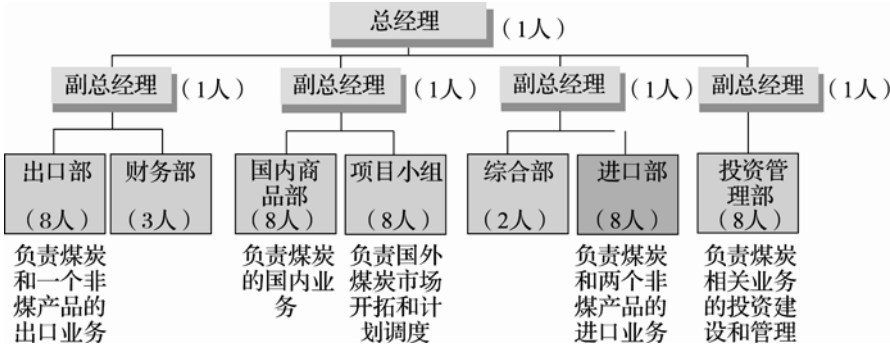 总经理
（1人）
副总经理
（1人）
副总经理
（1人）
副总经理
（1人）
副总经理
（1人）
出口部
（8人）
财务部
（3人）
国内商
品部
（8人）
项目小组
（8人）
综合部
（2人）
进口部
（8人）
投资管
理部
（8人）
负责煤炭
和一个非
煤产品的
出口业务
负责煤炭
的国内业
务
负责国外
煤炭市场
开拓和计
划调度
负责煤炭
和两个非
煤产品的
进口业务
负责煤炭
相关业务
的投资建
设和管理